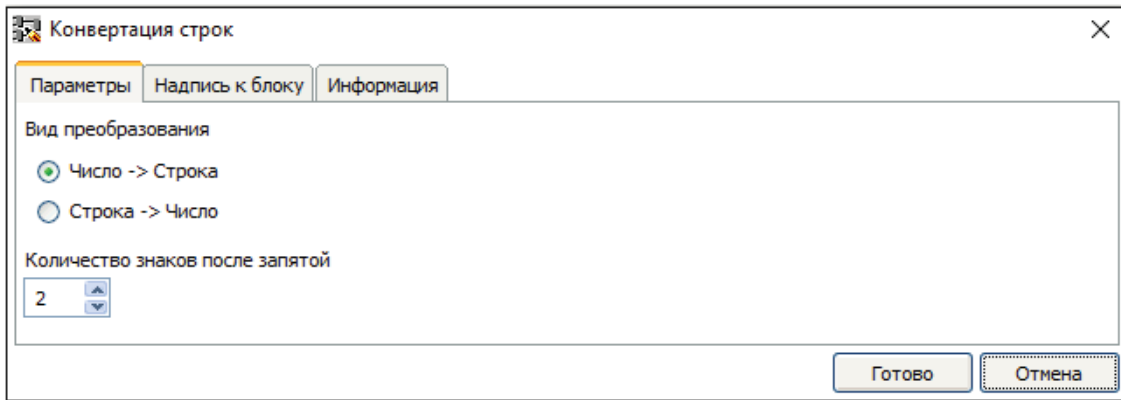 Конвертация строк
Параметры Надпись к блоку Информация
Вид преобразования
Число -> Строка
Строка -> Число
Количество знаков после запятой
2
Готово Отмена